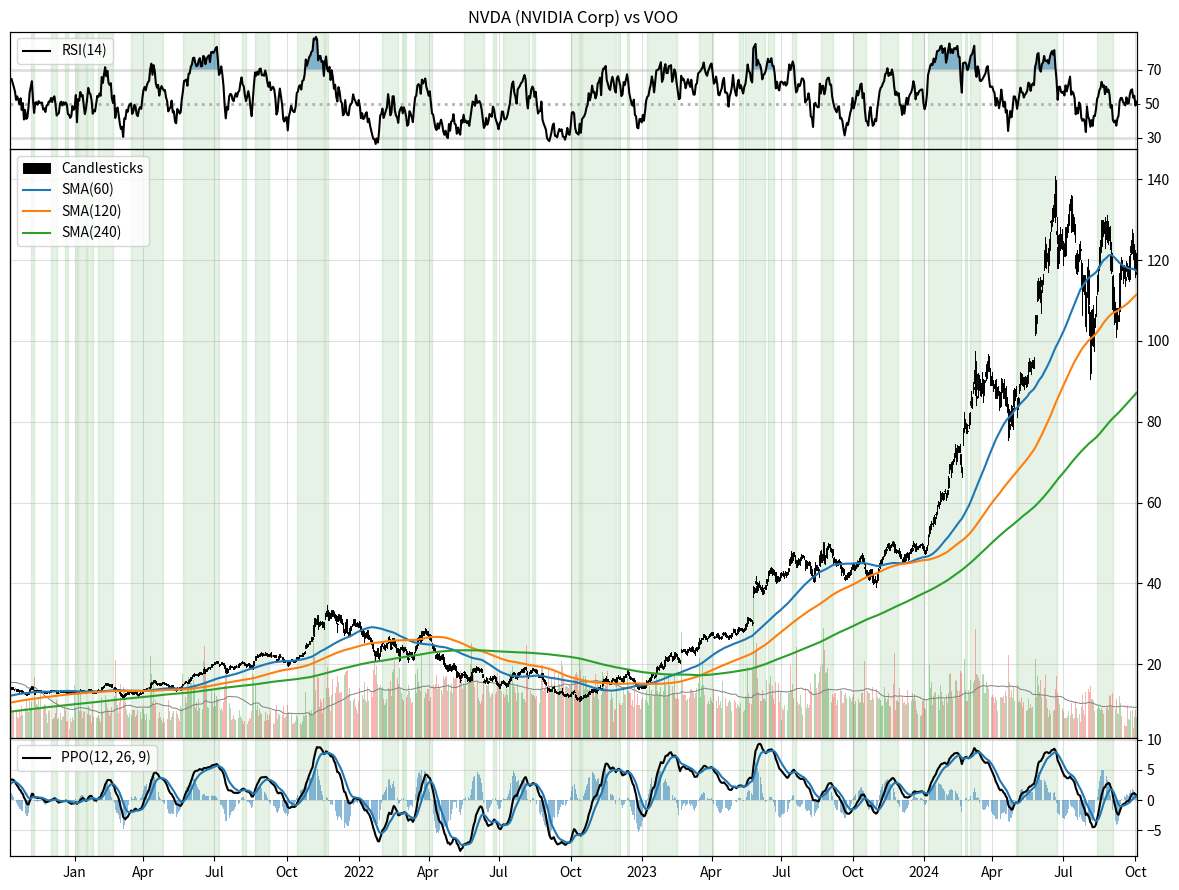 NVDA (NVIDIA Corp) vs VOO
RSI(14)
70
50
30
Candlesticks
SMA(60)
SMA(120)
SMA(240)
140
120
100
80
60
40
20
PPO(12, 26, 9)
10
5
0
−5
Jan Apr Jul Oct 2022 Apr Jul Oct 2023 Apr Jul Oct 2024 Apr Jul Oct